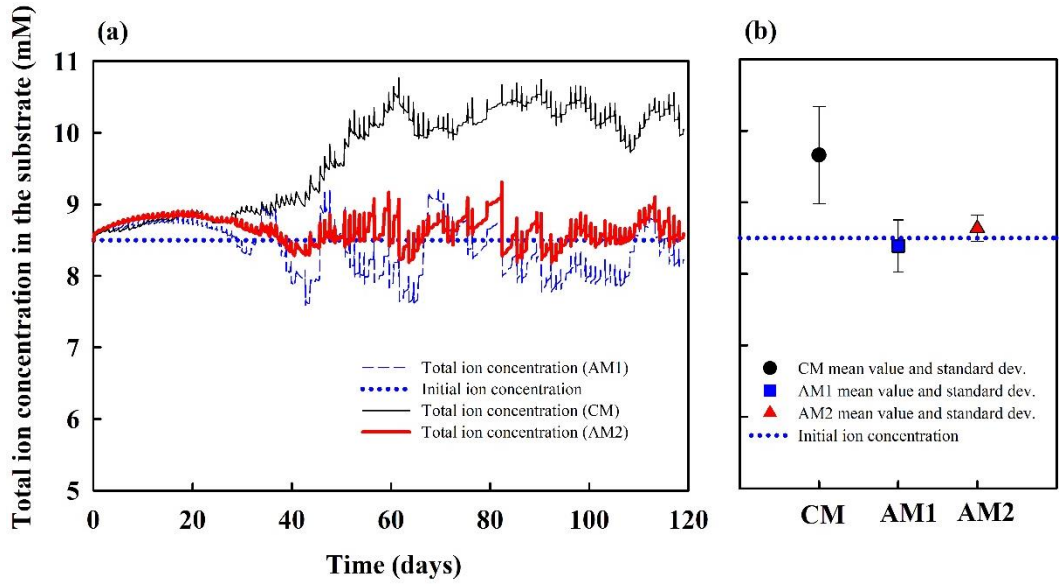 (a)
(b)
Total ion concentration in the substrate (mM)
11
10
9
8
7
6
5
0
20
40
60
80
100
120
Time (days)
Total ion concentration (AM1)
Initial ion concentration
Total ion concentration (CM)
Total ion concentration (AM2)
CM mean value and standard dev.
AM1 mean value and standard dev.
AM2 mean value and standard dev.
Initial ion concentration
CM
AM1
AM2